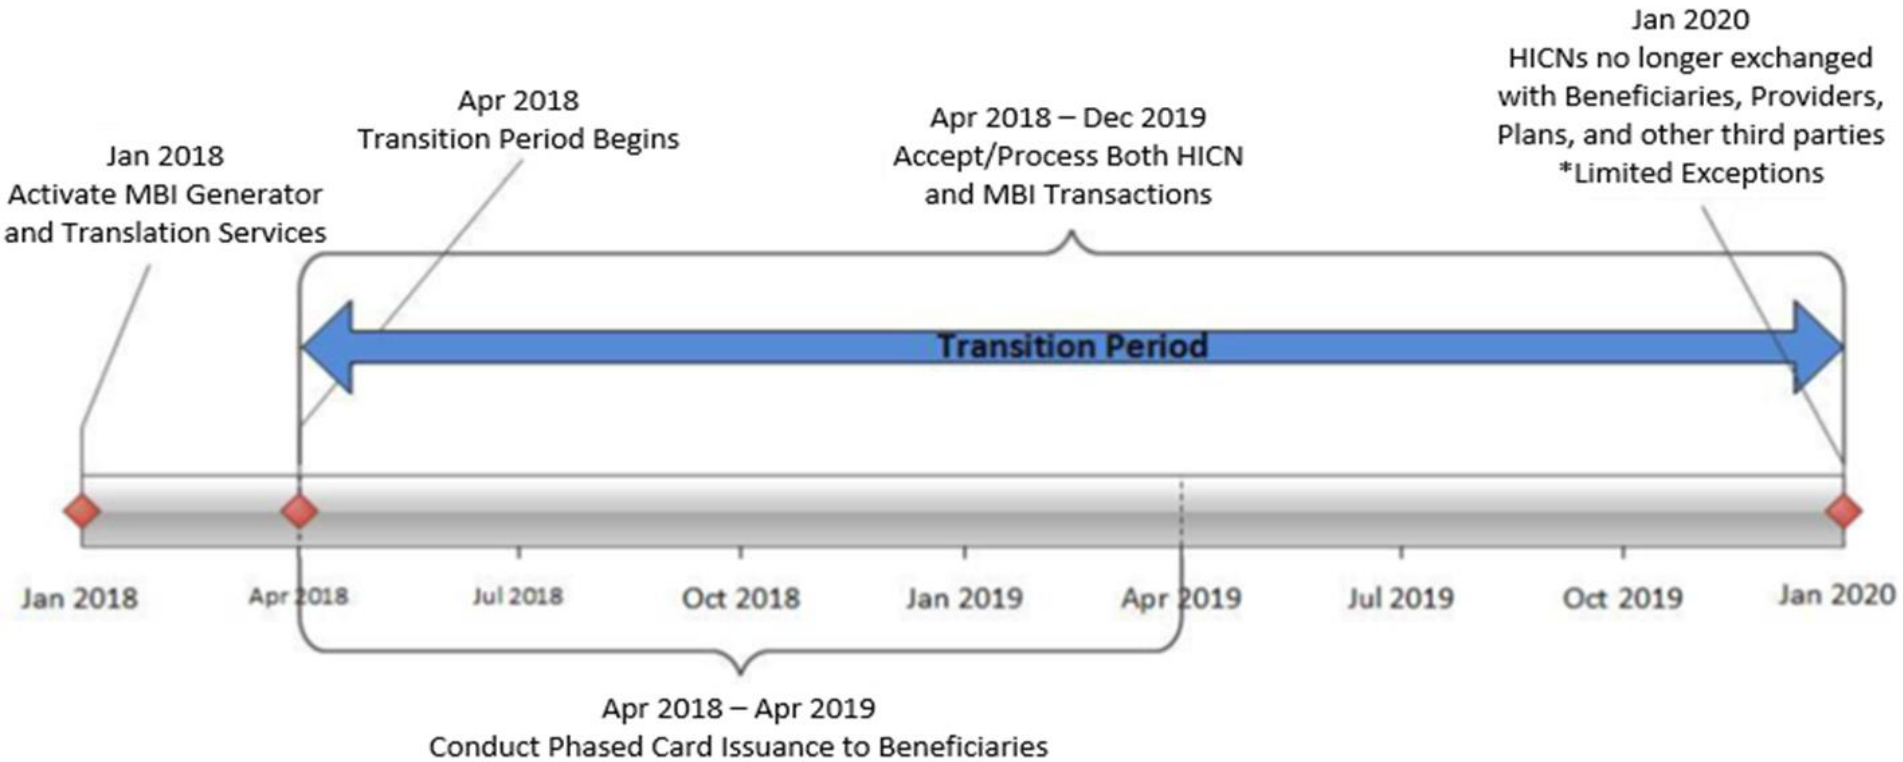 Jan 2018
Activate MBI Generator
and Translation Services
Apr 2018
Transition Period Begins
Apr 2018 – Dec 2019
Accept/Process Both HICN
and MBI Transactions
Jan 2020
HICNs no longer exchanged
with Beneficiaries, Providers,
Plans, and other third parties
*Limited Exceptions
Transition Period
Jan 2018
Apr 2018
Jul 2018
Oct 2018
Jan 2019
Apr 2019
Jul 2019
Oct 2019
Jan 2020
Apr 2018 – Apr 2019
Conduct Phased Card Issuance to Beneficiaries